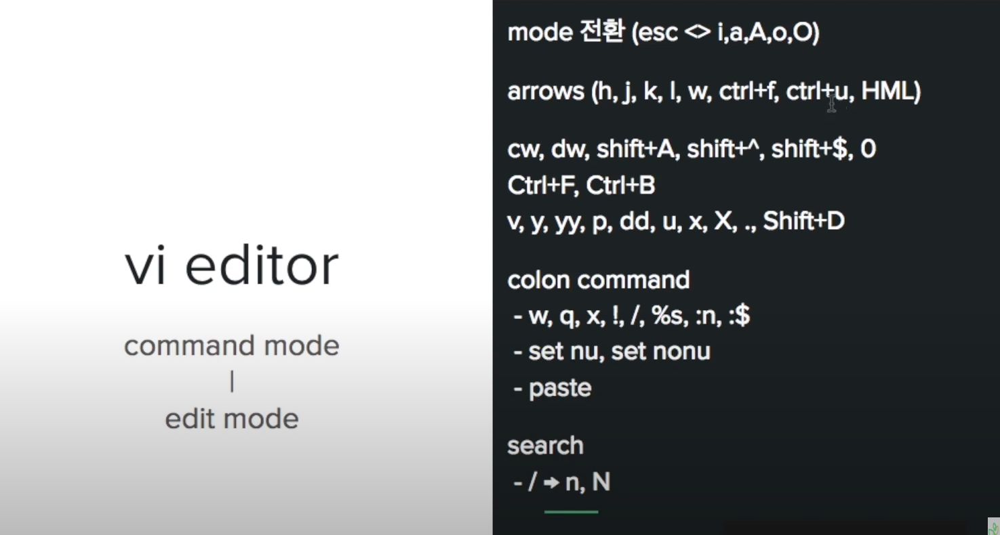 vi editor
command mode
|
edit mode
mode 전환 (esc <> i,a,A,o,O)
arrows (h, j, k, l, w, ctrl+f, ctrl+u, HML)
cw, dw, shift+A, shift+^, shift+$, 0
Ctrl+F, Ctrl+B
v, y, yy, p, dd, u, x, X, ., Shift+D
colon command
- w, q, x, !, /, %s, :n, :$
- set nu, set nonu
- paste
search
- / → n, N